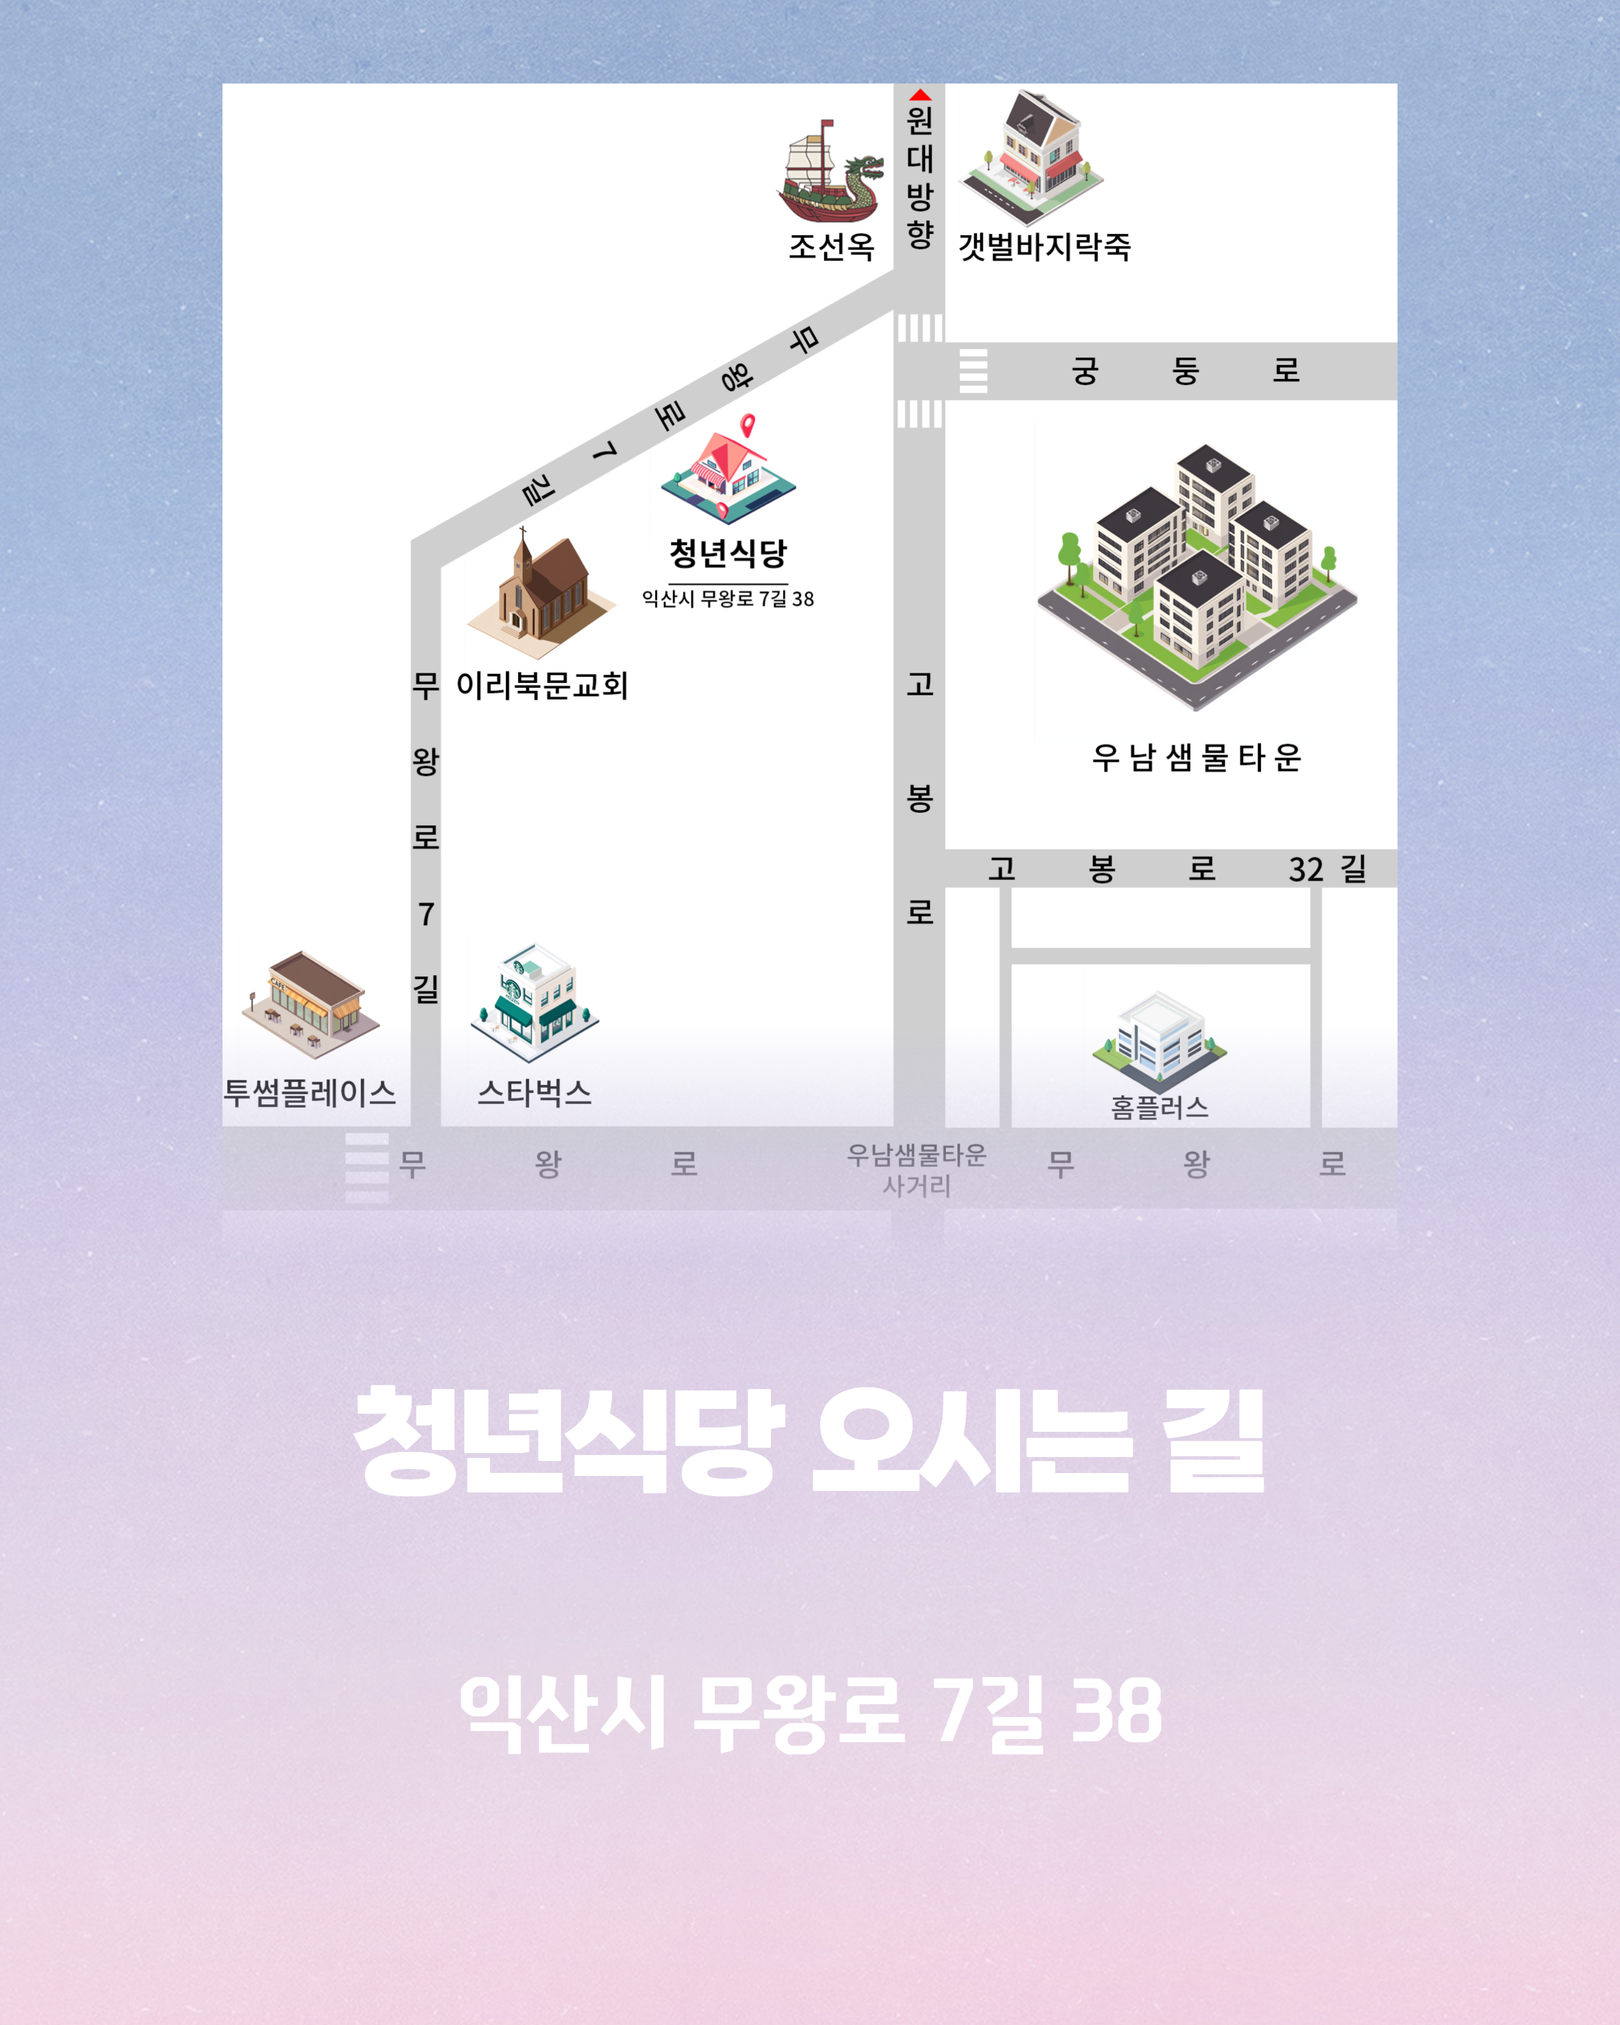 원대방향
조선옥
갯벌바지락죽
무왕로 7길
궁둥로
청년식당
익산시 무왕로 7길 38
이리북문교회
무왕로 7길
고봉로
우남샘물타운
고봉로 32길
CAFE
투썸플레이스
스타벅스
홈플러스
무왕로
우남샘물타운
사거리
무왕로
청년식당 오시는 길
익산시 무왕로 7길 38